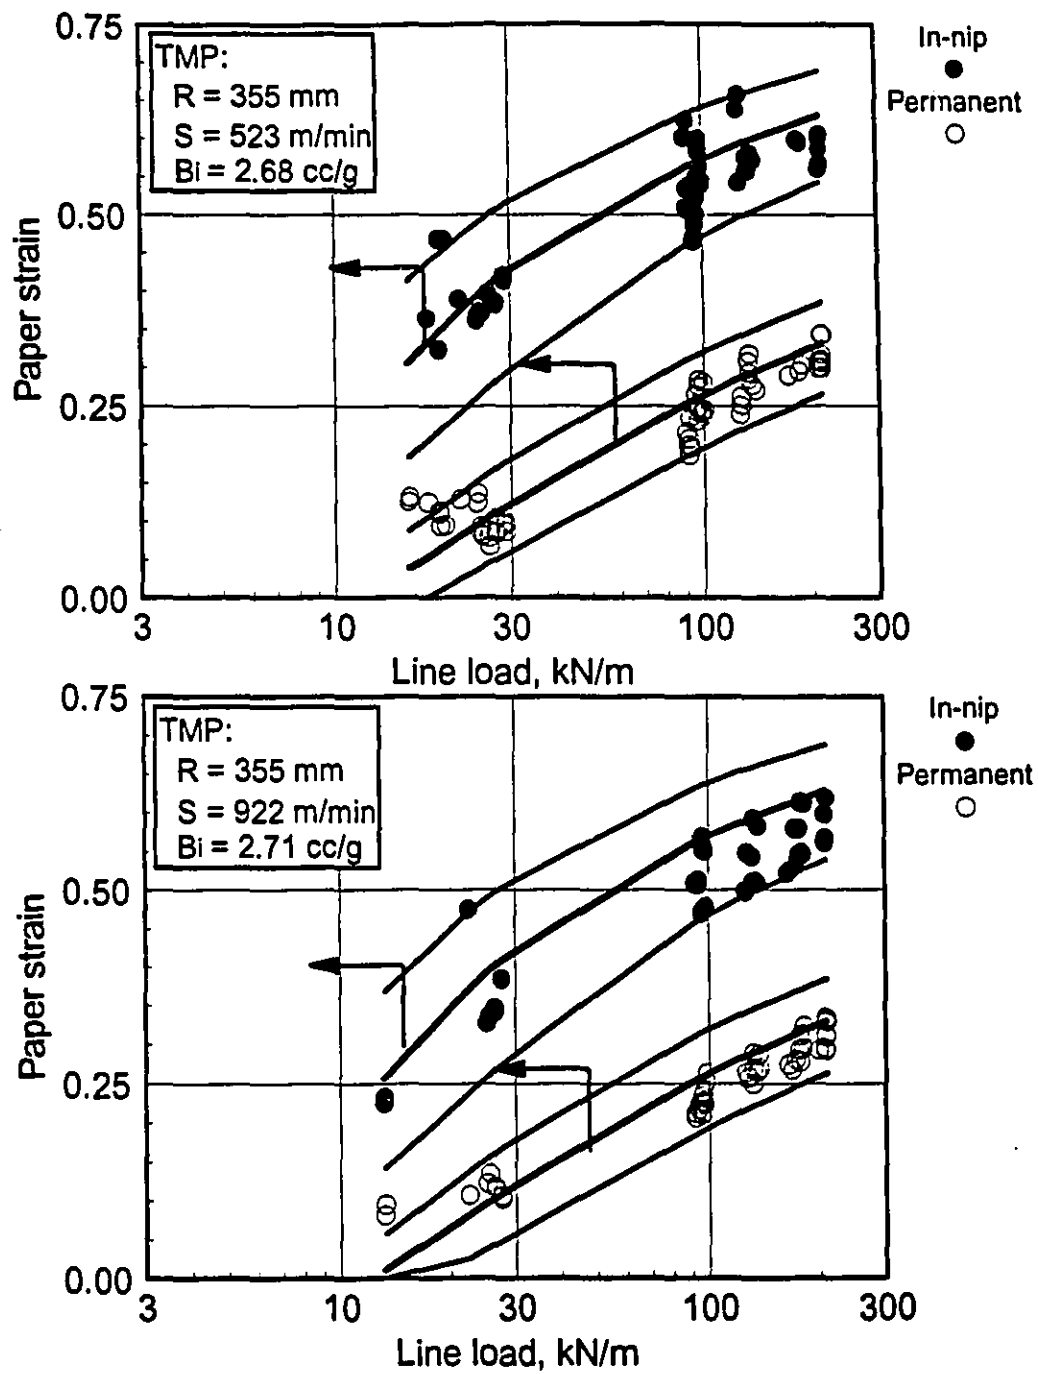 0.75
TMP:
R = 355 mm
S = 523 m/min
Bi = 2.68 cc/g
In-nip
Permanent
0.50
Paper strain
0.25
0.00
3 10 30 100 300
Line load, kN/m
0.75
TMP:
R = 355 mm
S = 922 m/min
Bi = 2.71 cc/g
In-nip
Permanent
0.50
Paper strain
0.25
0.00
3 10 30 100 300
Line load, kN/m